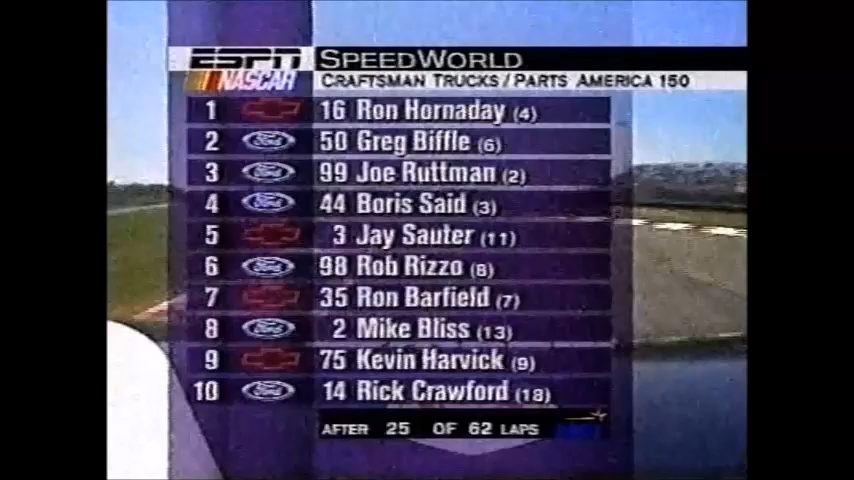 ESPN SPEEDWORLD
NASCAR CRAFTSMAN TRUCKS/PARTS AMERICA 150
1 16 Ron Hornaday (4)
2 Ford 50 Greg Biffle (6)
3 Ford 99 Joe Ruttman (2)
4 Ford 44 Boris Said (3)
5 3 Jay Sauter (11)
6 Ford 98 Rob Rizzo (8)
7 35 Ron Barfield (7)
8 Ford 2 Mike Bliss (13)
9 75 Kevin Harvick (9)
10 Ford 14 Rick Crawford (18)
AFTER 25 OF 62 LAPS